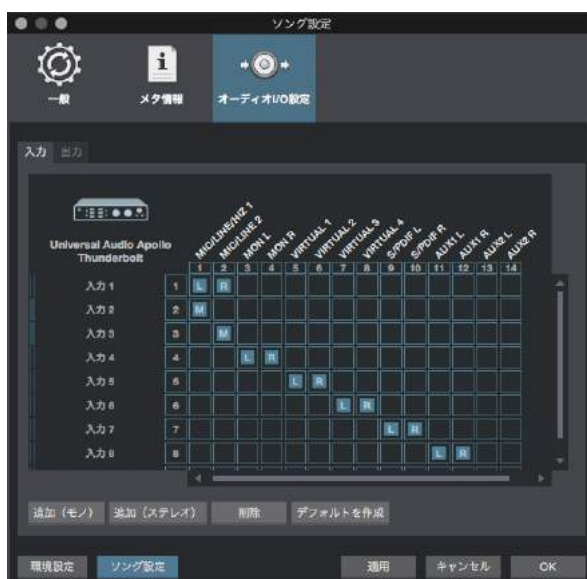 ソング設定
一般 メタ情報 オーディオI/O設定
入力 出力
MIC/LINE/HIZ 1 MIC/LINE 2 MON L MON R VIRTUAL 1 VIRTUAL 2 VIRTUAL 3 VIRTUAL 4 S/PDIF L S/PDIF R AUX1 L AUX1 R AUX2 L AUX2 R
Universal Audio Apollo
Thunderbolt
1 2 3 4 5 6 7 8 9 10 11 12 13 14
入力 1 1 L R
入力 2 2 M
入力 3 3 M
入力 4 4 L R
入力 5 5 L R
入力 6 6 L R
入力 7 7 L R
入力 8 8 L R
追加（モノ） 追加（ステレオ） 削除 デフォルトを作成
環境設定 ソング設定 適用 キャンセル OK